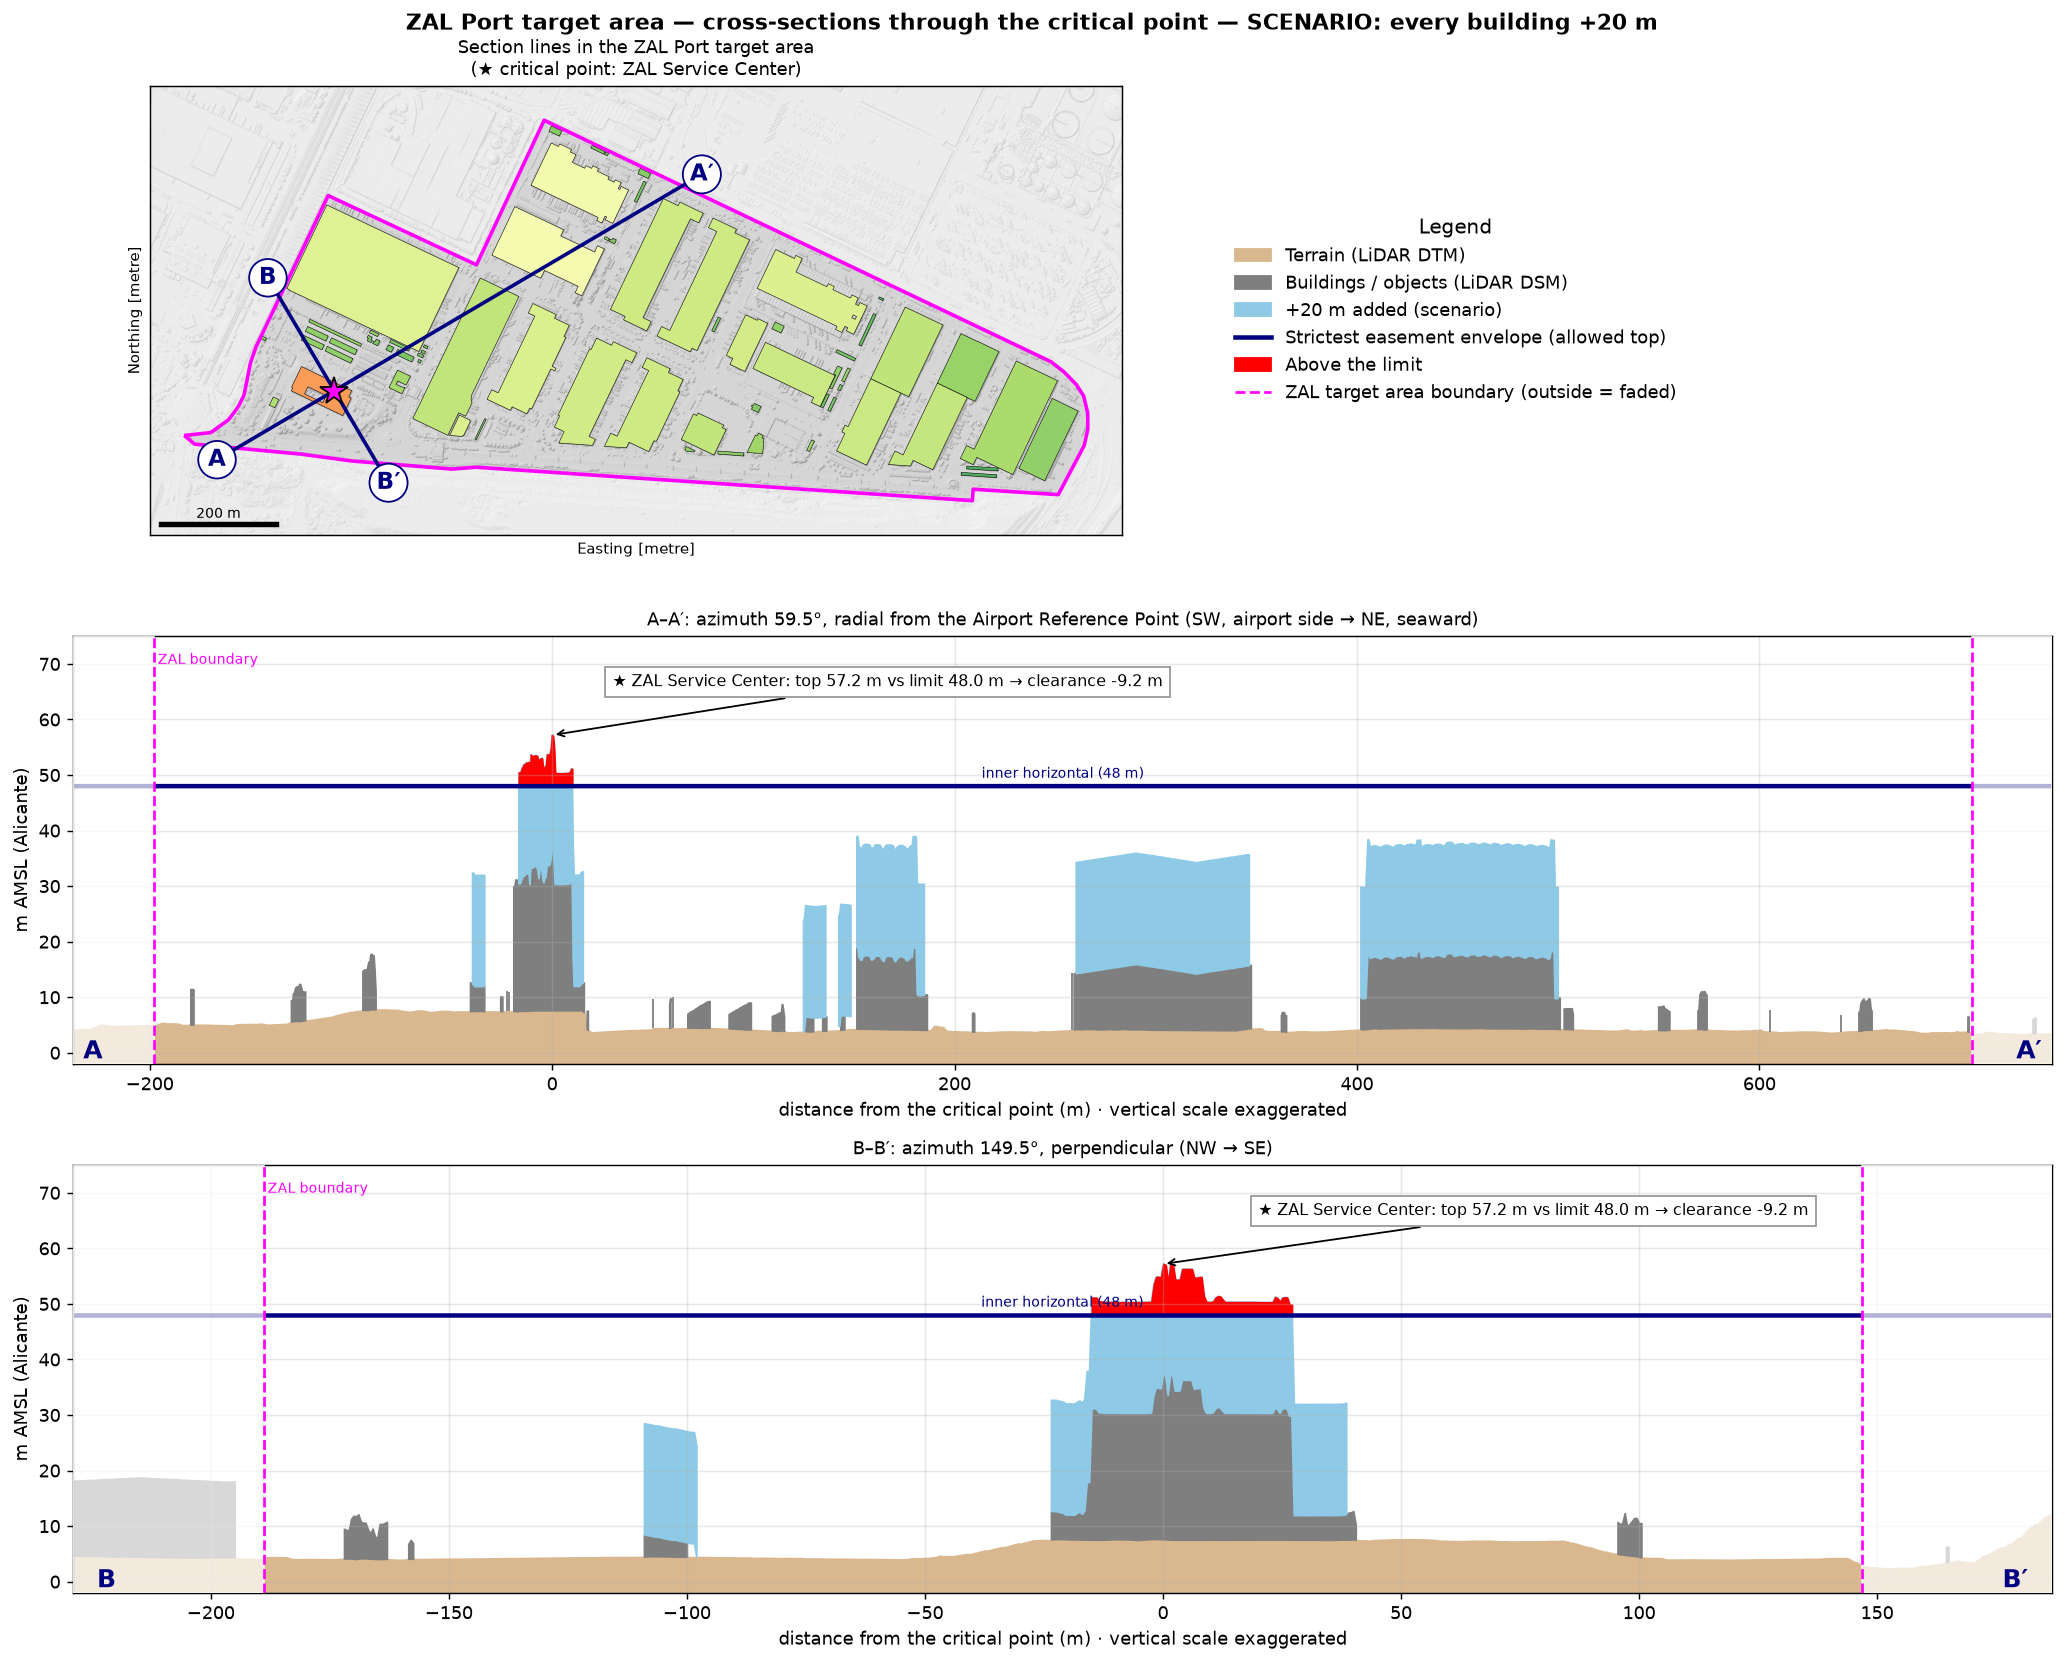 ZAL Port target area — cross-sections through the critical point — SCENARIO: every building +20 m
Section lines in the ZAL Port target area
(★ critical point: ZAL Service Center)
Northing [metre]
A′
B
A
B′
200 m
Easting [metre]
Legend
Terrain (LiDAR DTM)
Buildings / objects (LiDAR DSM)
+20 m added (scenario)
Strictest easement envelope (allowed top)
Above the limit
ZAL target area boundary (outside = faded)
A–A′: azimuth 59.5°, radial from the Airport Reference Point (SW, airport side → NE, seaward)
m AMSL (Alicante)
70
60
50
40
30
20
10
0
ZAL boundary
★ ZAL Service Center: top 57.2 m vs limit 48.0 m → clearance -9.2 m
inner horizontal (48 m)
A
A′
−200
0
200
400
600
distance from the critical point (m) · vertical scale exaggerated
B–B′: azimuth 149.5°, perpendicular (NW → SE)
m AMSL (Alicante)
70
60
50
40
30
20
10
0
ZAL boundary
★ ZAL Service Center: top 57.2 m vs limit 48.0 m → clearance -9.2 m
inner horizontal (48 m)
B
B′
−200
−150
−100
−50
0
50
100
150
distance from the critical point (m) · vertical scale exaggerated